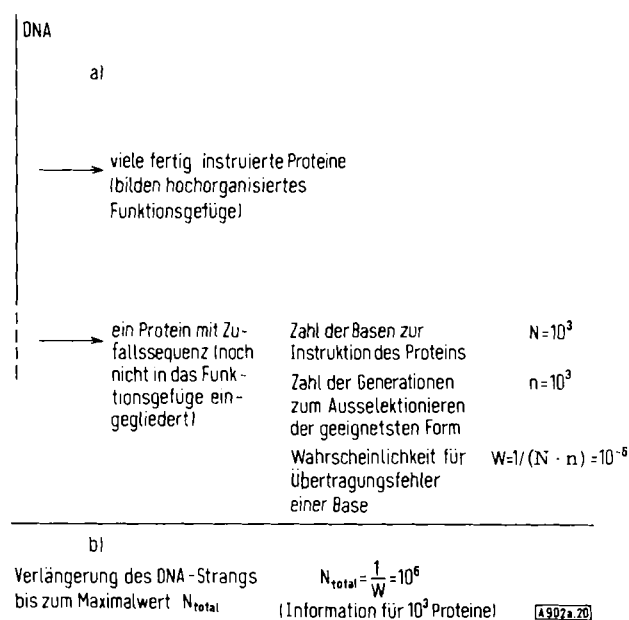 DNA
a)
viele fertig instruierte Proteine
(bilden hochorganisiertes
Funktionsgefüge)
ein Protein mit Zu-
fallssequenz (noch
nicht in das Funk-
tionsgefüge ein-
gegliedert)
Zahl der Basen zur
Instruktion des Proteins
N=10³
Zahl der Generationen
zum Ausselektionieren
der geeignetsten Form
n=10³
Wahrscheinlichkeit für
Übertragungsfehler
einer Base
W=1/(N · n) =10⁻⁶
b)
Verlängerung des DNA-Strangs
bis zum Maximalwert N_total
N_total = 1/W = 10⁶
(Information für 10³ Proteine)
A902a.20